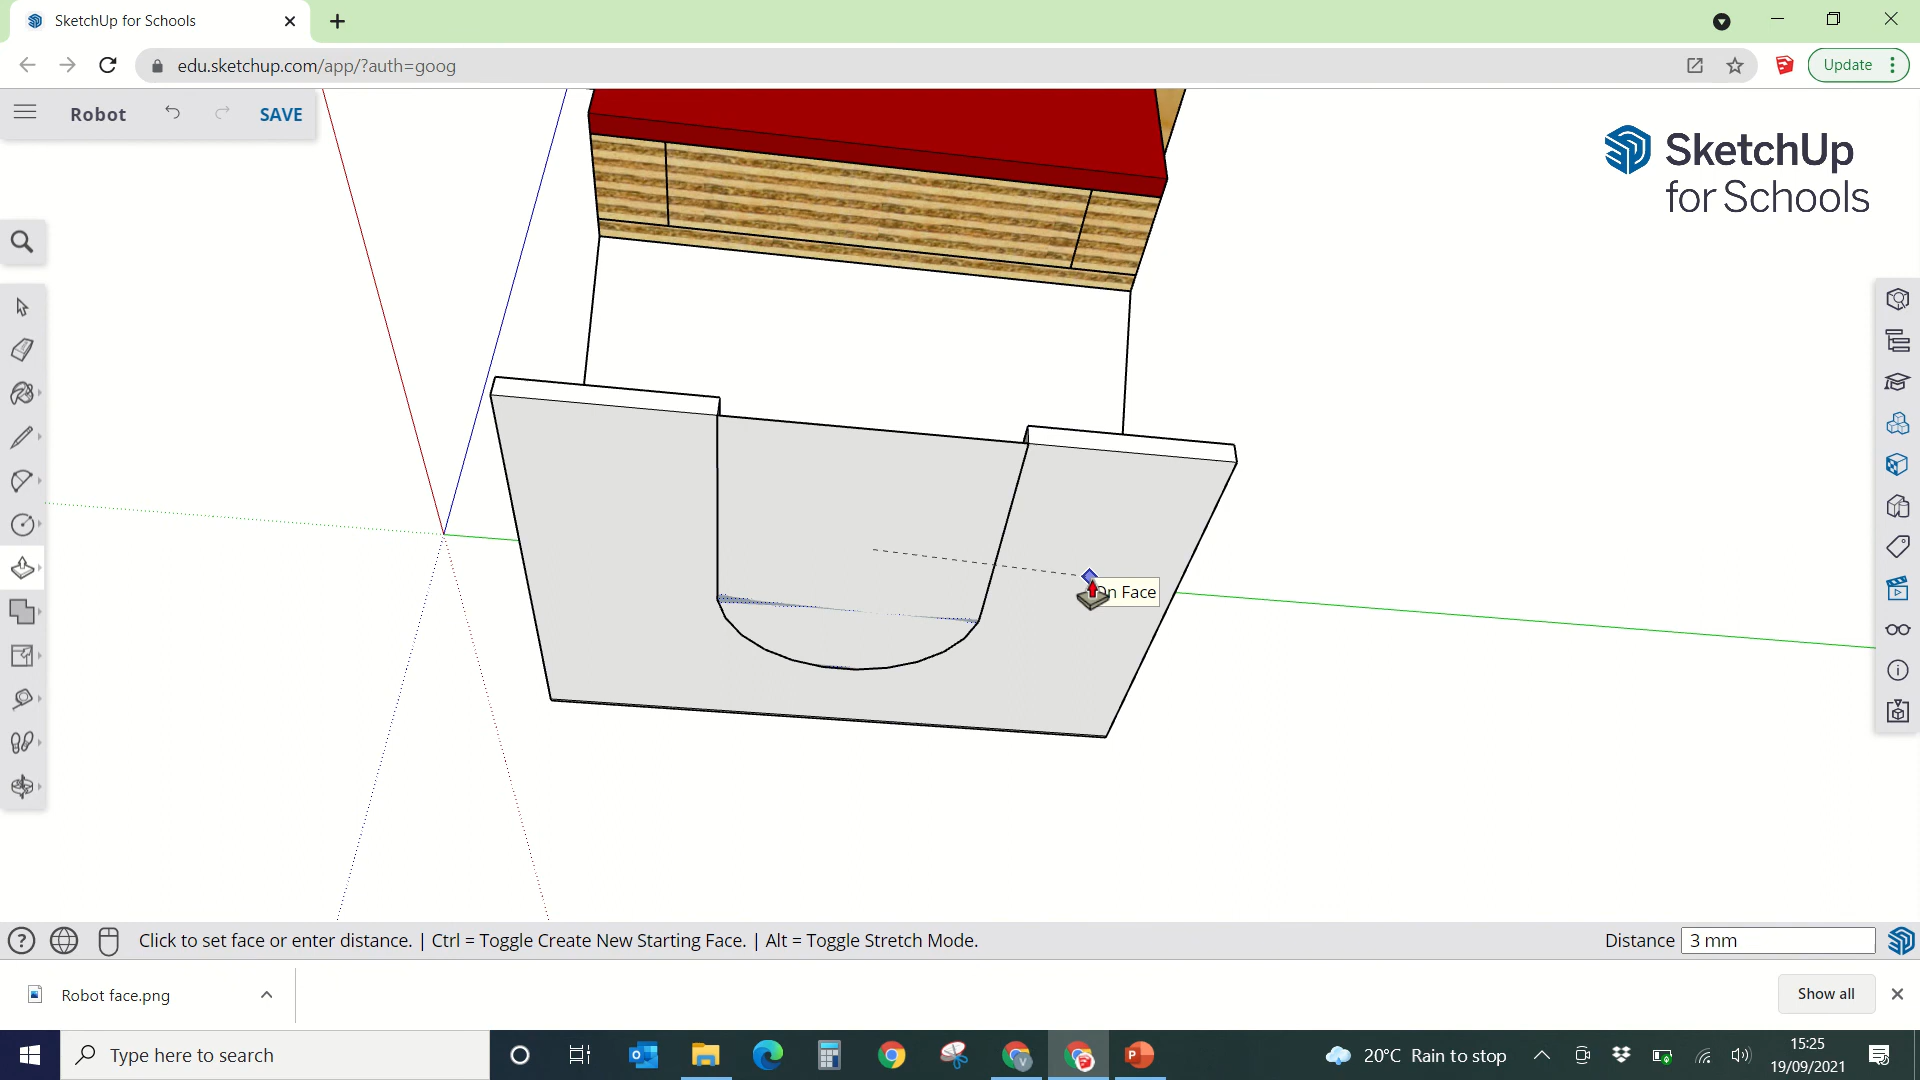 SketchUp for Schools
edu.sketchup.com/app/?auth=goog
Update
Robot
SAVE
SketchUp
for Schools
On Face
Click to set face or enter distance. | Ctrl = Toggle Create New Starting Face. | Alt = Toggle Stretch Mode.
Distance
3 mm
Robot face.png
Show all
Type here to search
20°C Rain to stop
15:25
19/09/2021